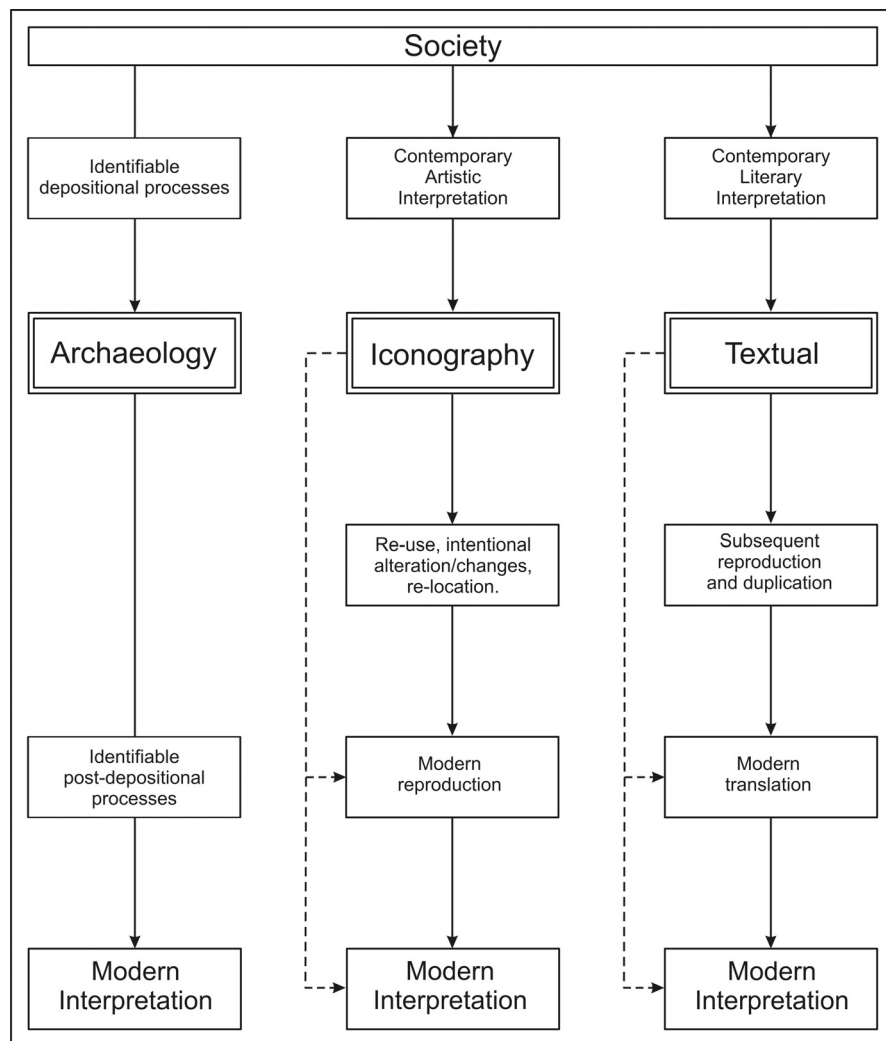 Society
Identifiable
depositional processes
Contemporary
Artistic
Interpretation
Contemporary
Literary
Interpretation
Archaeology
Iconography
Textual
Re-use, intentional
alteration/changes,
re-location.
Subsequent
reproduction
and duplication
Identifiable
post-depositional
processes
Modern
reproduction
Modern
translation
Modern
Interpretation
Modern
Interpretation
Modern
Interpretation